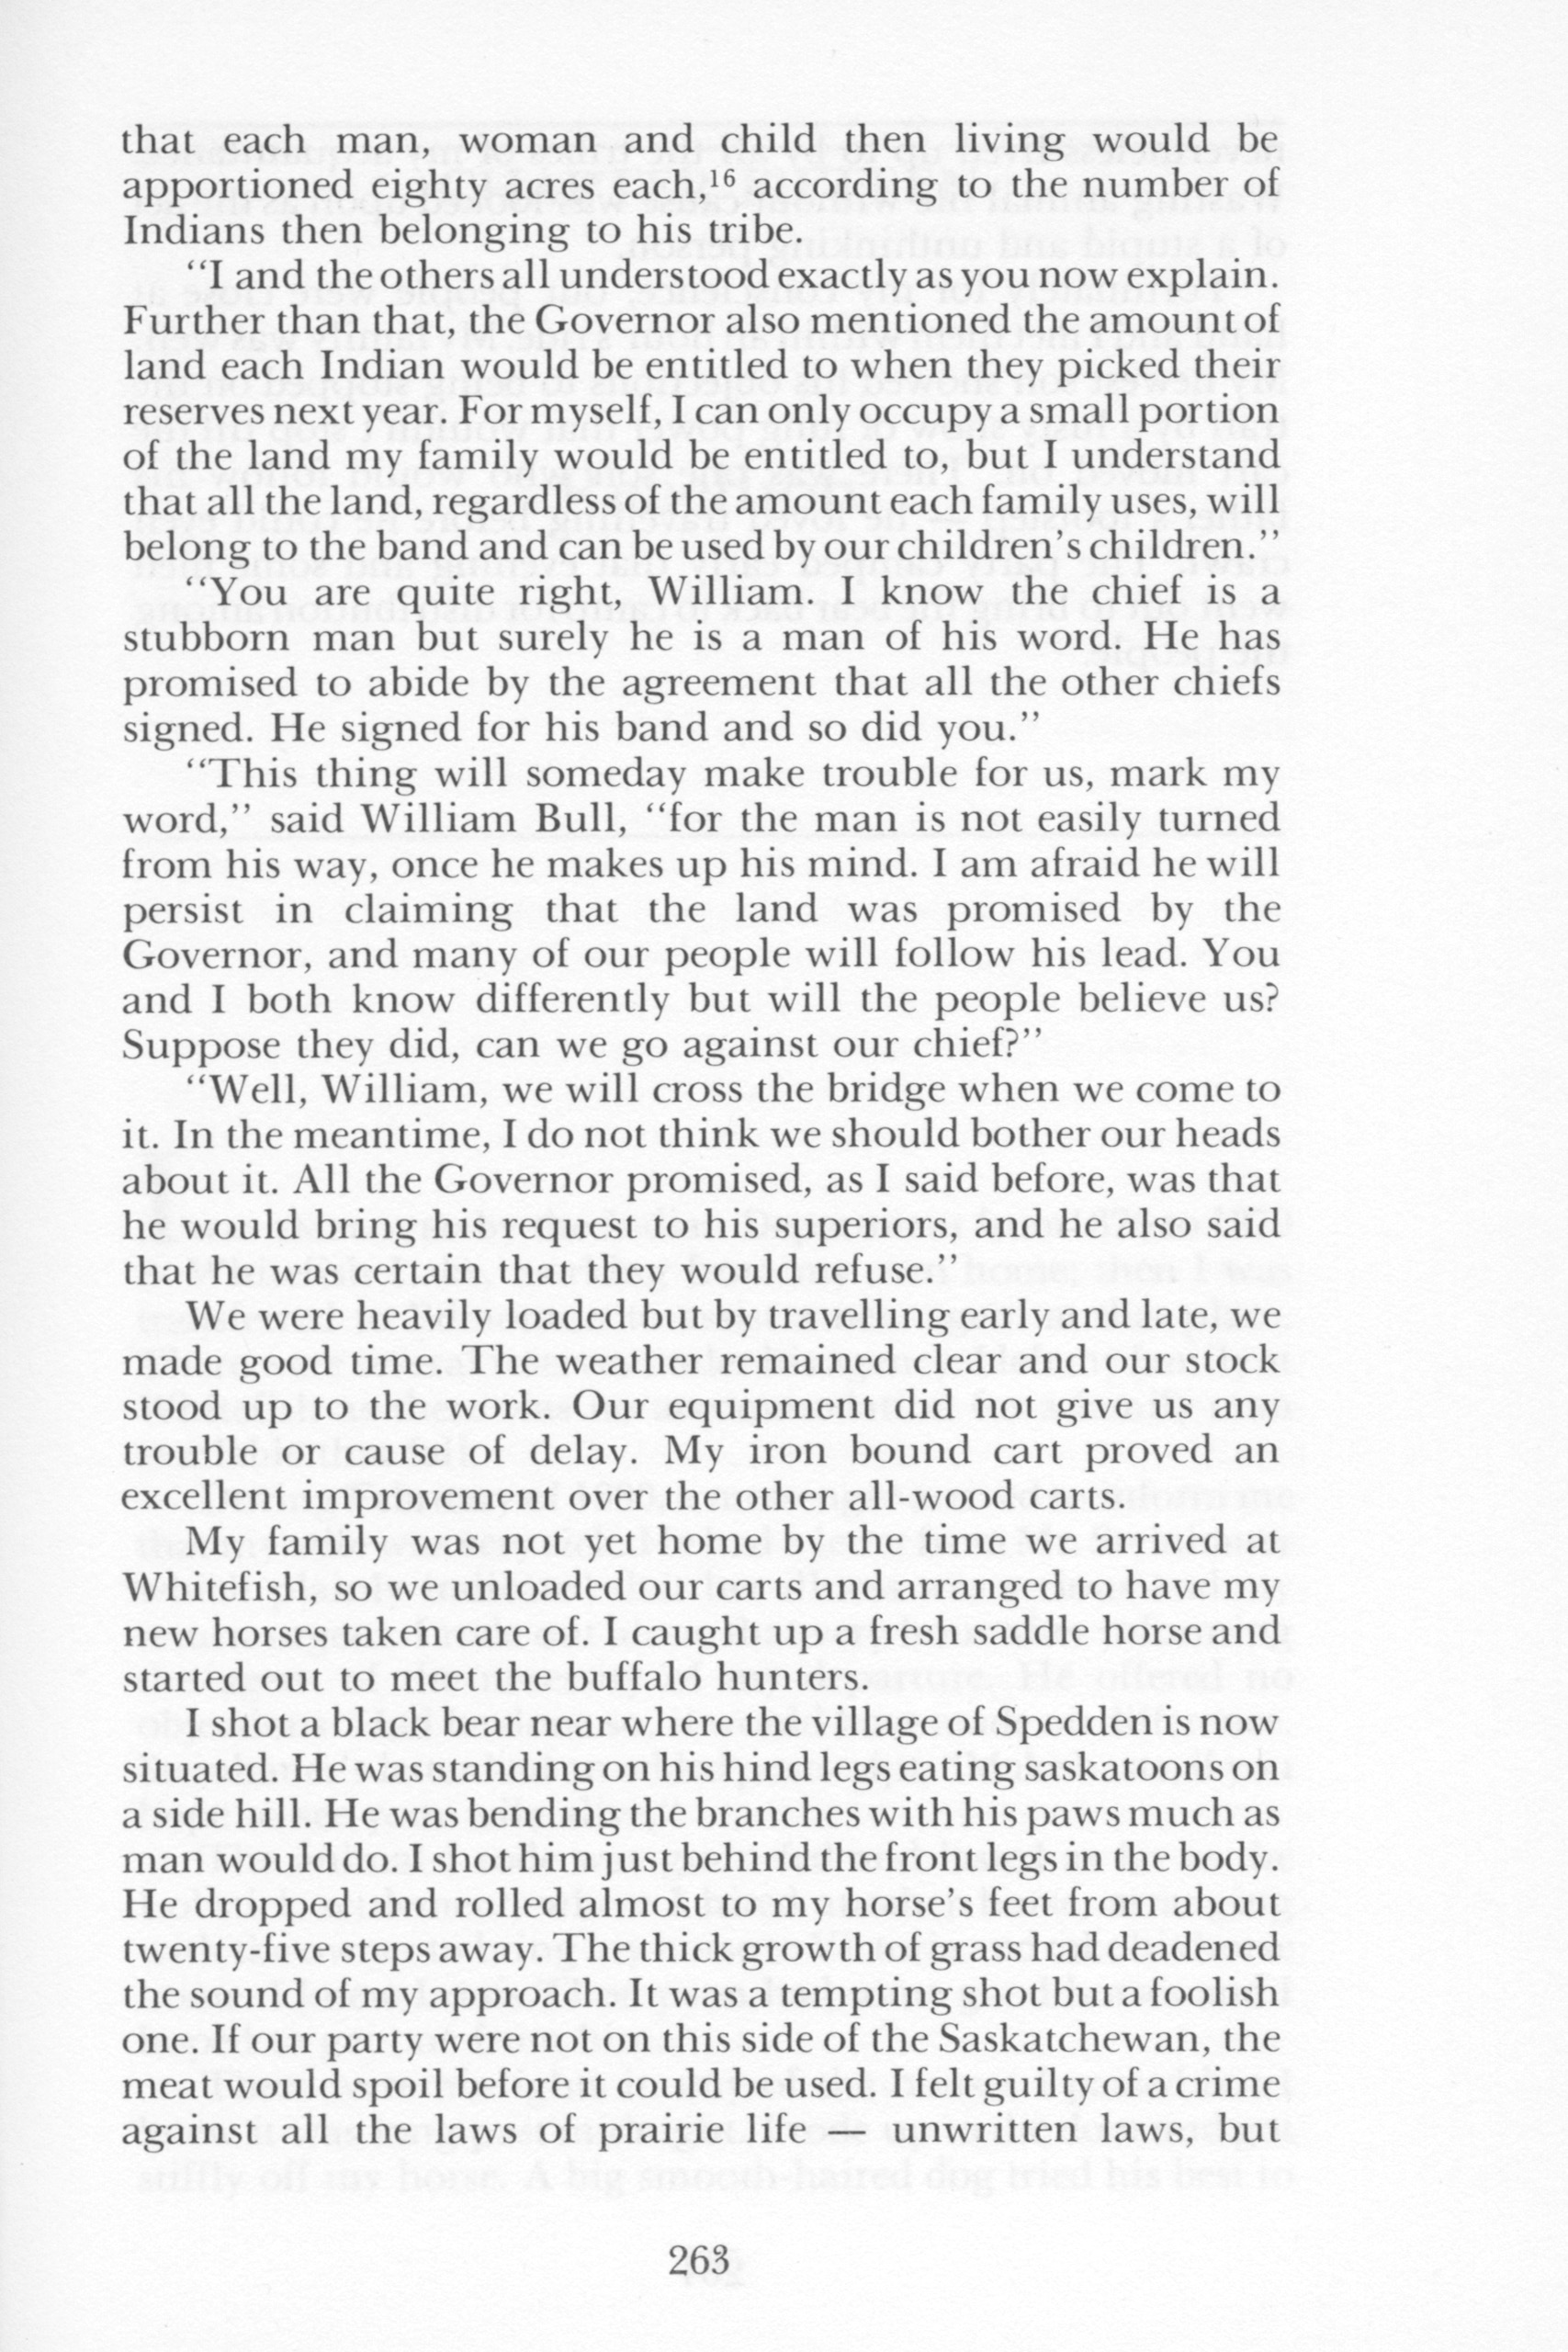 that each man, woman and child then living would be
apportioned eighty acres each,¹⁶ according to the number of
Indians then belonging to his tribe.
“I and the others all understood exactly as you now explain.
Further than that, the Governor also mentioned the amount of
land each Indian would be entitled to when they picked their
reserves next year. For myself, I can only occupy a small portion
of the land my family would be entitled to, but I understand
that all the land, regardless of the amount each family uses, will
belong to the band and can be used by our children’s children.”
“You are quite right, William. I know the chief is a
stubborn man but surely he is a man of his word. He has
promised to abide by the agreement that all the other chiefs
signed. He signed for his band and so did you.”
“This thing will someday make trouble for us, mark my
word,” said William Bull, “for the man is not easily turned
from his way, once he makes up his mind. I am afraid he will
persist in claiming that the land was promised by the
Governor, and many of our people will follow his lead. You
and I both know differently but will the people believe us?
Suppose they did, can we go against our chief?”
“Well, William, we will cross the bridge when we come to
it. In the meantime, I do not think we should bother our heads
about it. All the Governor promised, as I said before, was that
he would bring his request to his superiors, and he also said
that he was certain that they would refuse.”
We were heavily loaded but by travelling early and late, we
made good time. The weather remained clear and our stock
stood up to the work. Our equipment did not give us any
trouble or cause of delay. My iron bound cart proved an
excellent improvement over the other all-wood carts.
My family was not yet home by the time we arrived at
Whitefish, so we unloaded our carts and arranged to have my
new horses taken care of. I caught up a fresh saddle horse and
started out to meet the buffalo hunters.
I shot a black bear near where the village of Spedden is now
situated. He was standing on his hind legs eating saskatoons on
a side hill. He was bending the branches with his paws much as
man would do. I shot him just behind the front legs in the body.
He dropped and rolled almost to my horse’s feet from about
twenty-five steps away. The thick growth of grass had deadened
the sound of my approach. It was a tempting shot but a foolish
one. If our party were not on this side of the Saskatchewan, the
meat would spoil before it could be used. I felt guilty of a crime
against all the laws of prairie life — unwritten laws, but
263